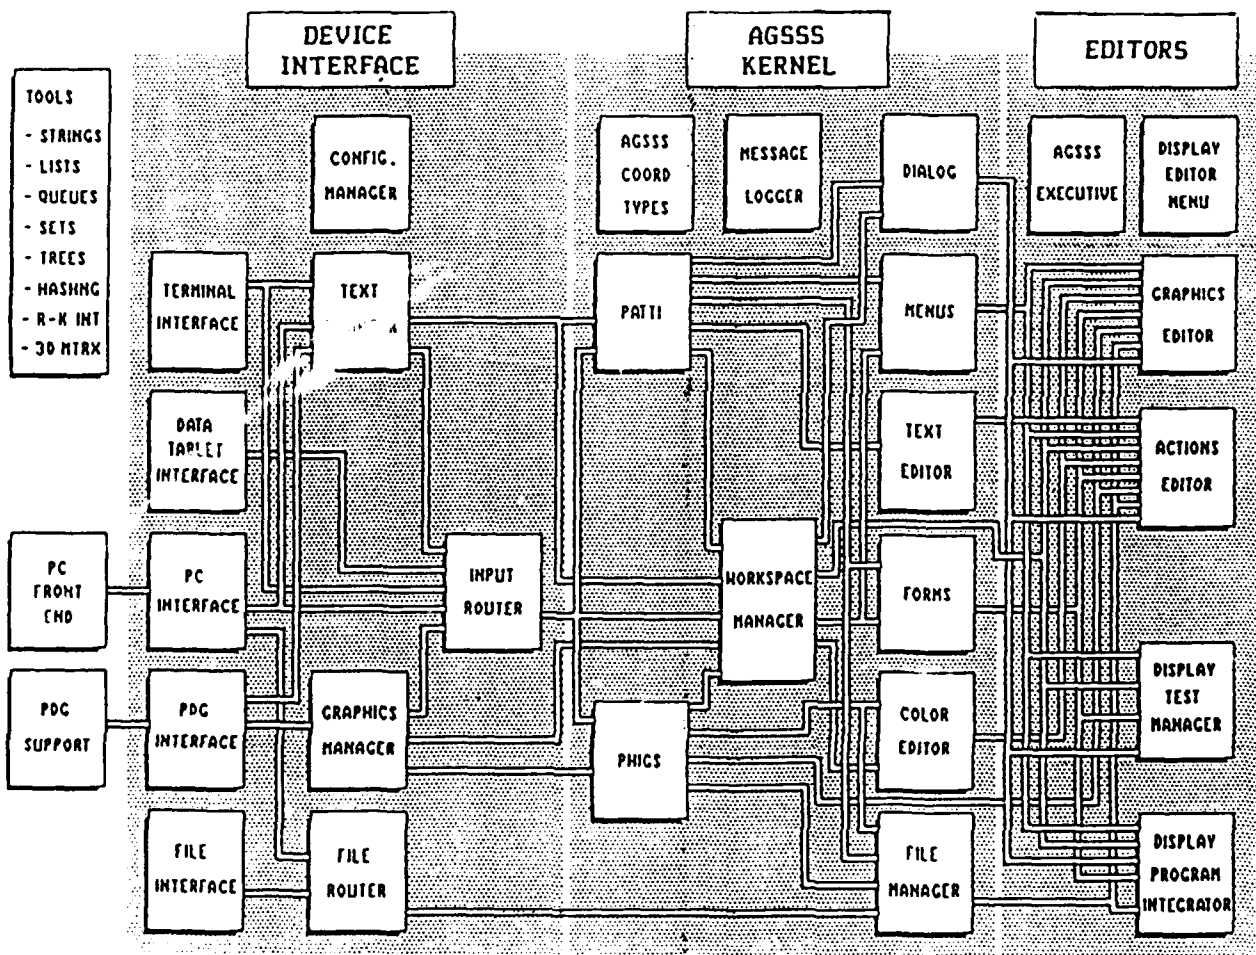 DEVICE
INTERFACE
AGSSS
KERNEL
EDITORS
TOOLS
- STRINGS
- LISTS
- QUEUES
- SETS
- TREES
- HASHNG
- R-K INT
- 3D MTRX
CONFIG.
MANAGER
AGSSS
COORD
TYPES
MESSAGE
LOGGER
DIALOG
AGSSS
EXECUTIVE
DISPLAY
EDITOR
MENU
TERMINAL
INTERFACE
TEXT
PATTI
MENUS
GRAPHICS
EDITOR
DATA
TABLET
INTERFACE
TEXT
EDITOR
ACTIONS
EDITOR
PC
FRONT
END
PC
INTERFACE
INPUT
ROUTER
WORKSPACE
MANAGER
FORMS
DISPLAY
TEST
MANAGER
PDG
SUPPORT
PDG
INTERFACE
GRAPHICS
MANAGER
PHIGS
COLOR
EDITOR
FILE
INTERFACE
FILE
ROUTER
FILE
MANAGER
DISPLAY
PROGRAM
INTEGRATOR